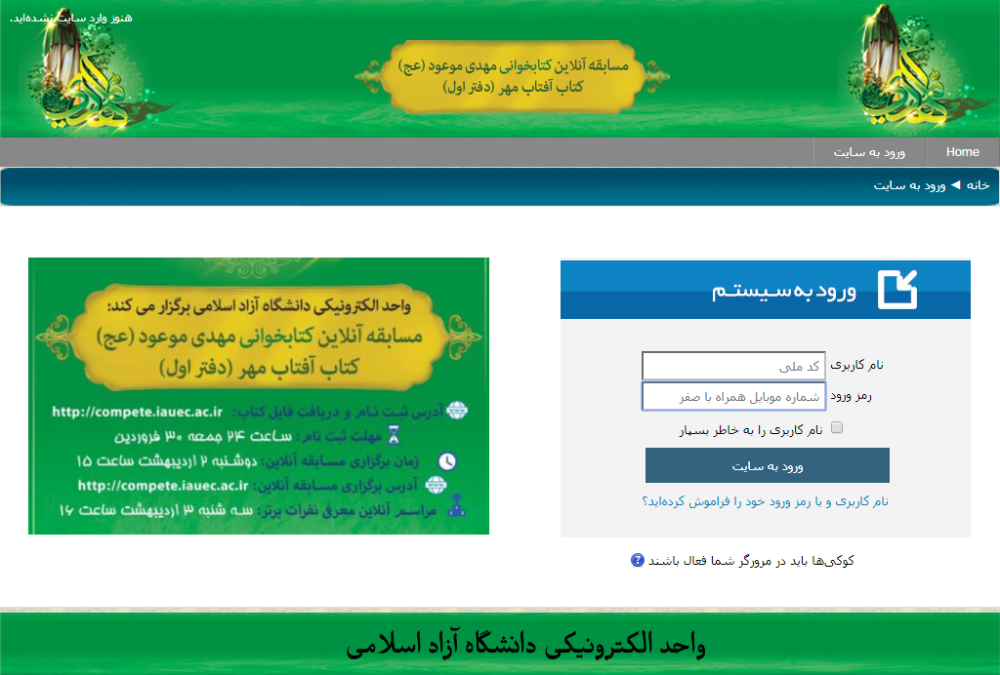 هنوز وارد سایت نشده‌اید.
مسابقه آنلاین کتابخوانی مهدی موعود (عج)
کتاب آفتاب مهر (دفتر اول)
Home
ورود به سایت
خانه ◄ ورود به سایت
ورود به سیستم
نام کاربری
کد ملی
رمز ورود
شماره موبایل همراه با صفر
نام کاربری را به خاطر بسپار
ورود به سایت
نام کاربری و یا رمز ورود خود را فراموش کرده‌اید؟
کوکی‌ها باید در مرورگر شما فعال باشند
واحد الکترونیکی دانشگاه آزاد اسلامی برگزار می کند:
مسابقه آنلاین کتابخوانی مهدی موعود (عج)
کتاب آفتاب مهر (دفتر اول)
آدرس ثبت نام و دریافت فایل کتاب: http://compete.iauec.ac.ir
مهلت ثبت نام: ساعت ۲۴ جمعه ۳۰ فروردین
زمان برگزاری مسابقه آنلاین: دوشنبه ۲ اردیبهشت ساعت ۱۵
آدرس برگزاری مسابقه آنلاین: http://compete.iauec.ac.ir
مراسم آنلاین معرفی نفرات برتر: سه شنبه ۳ اردیبهشت ساعت ۱۶
واحد الکترونیکی دانشگاه آزاد اسلامی